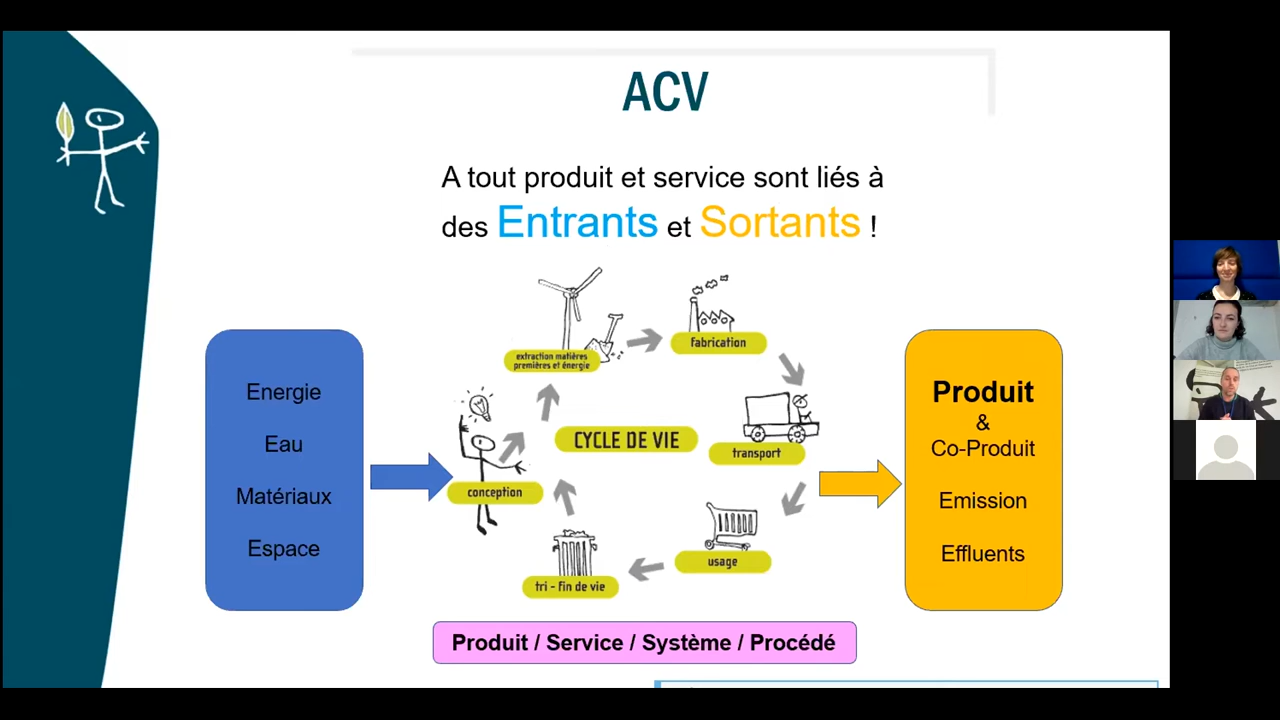 ACV
A tout produit et service sont liés à
des Entrants et Sortants !
Energie
Eau
Matériaux
Espace
extraction matières
premières et énergie
fabrication
CYCLE DE VIE
transport
conception
usage
tri - fin de vie
Produit
&
Co-Produit
Emission
Effluents
Produit / Service / Système / Procédé